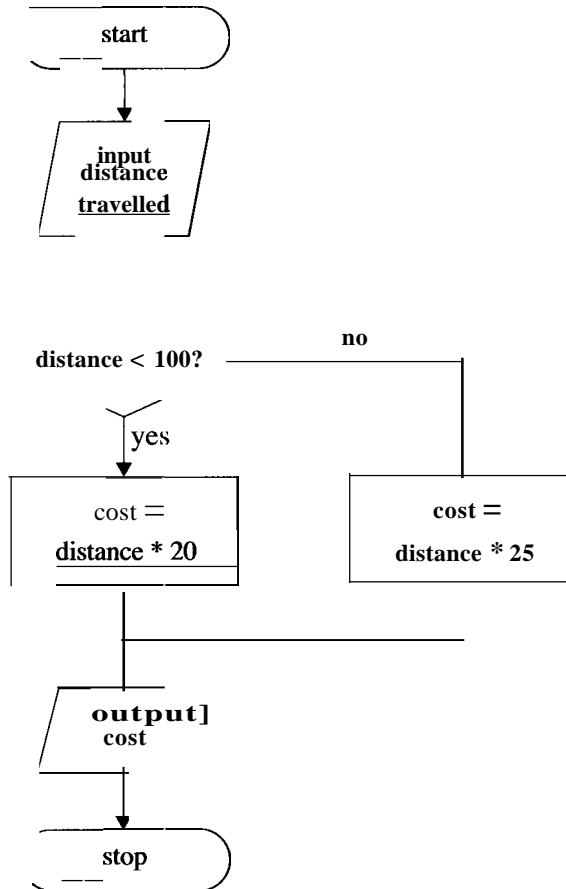 start
input
distance
travelled
no
distance < 100?
yes
cost =
distance * 20
cost =
distance * 25
output]
cost
stop